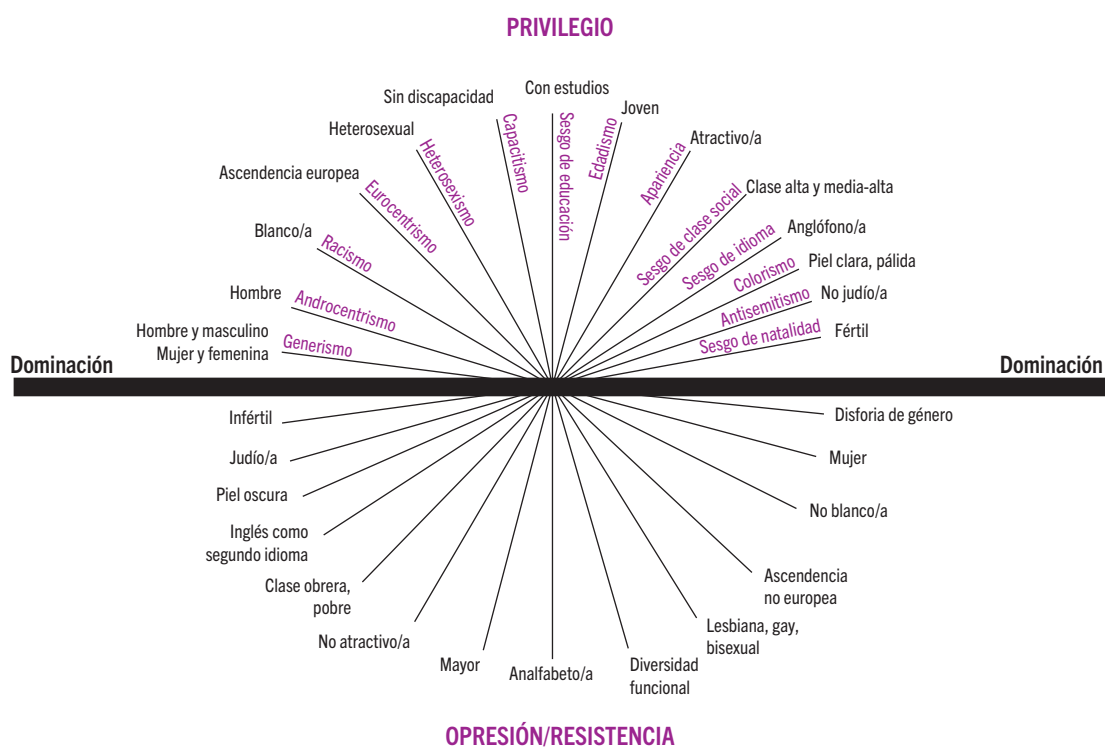 PRIVILEGIO
Con estudios
Sin discapacidad
Joven
Heterosexual
Atractivo/a
Ascendencia europea
Clase alta y media-alta
Blanco/a
Anglófono/a
Piel clara, pálida
Hombre
No judío/a
Hombre y masculino
Mujer y femenina
Fértil
Generismo
Androcentrismo
Racismo
Eurocentrismo
Heterosexismo
Capacitismo
Sesgo de educación
Edadismo
Apariencia
Sesgo de clase social
Sesgo de idioma
Colorismo
Antisemitismo
Sesgo de natalidad
Dominación
Dominación
Infértil
Judío/a
Piel oscura
Inglés como
segundo idioma
Clase obrera,
pobre
No atractivo/a
Mayor
Analfabeto/a
Diversidad
funcional
Lesbiana, gay,
bisexual
Ascendencia
no europea
No blanco/a
Mujer
Disforia de género
OPRESIÓN/RESISTENCIA